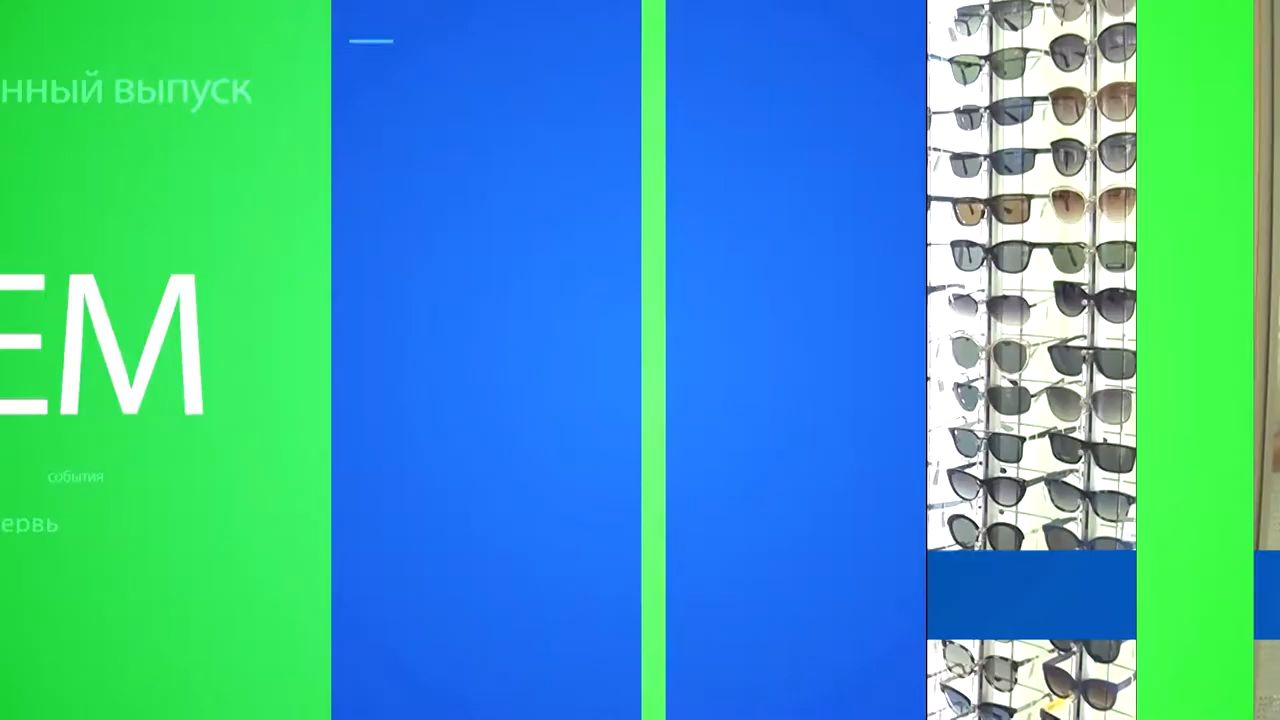 нный выпуск
ЕМ
события
ервь